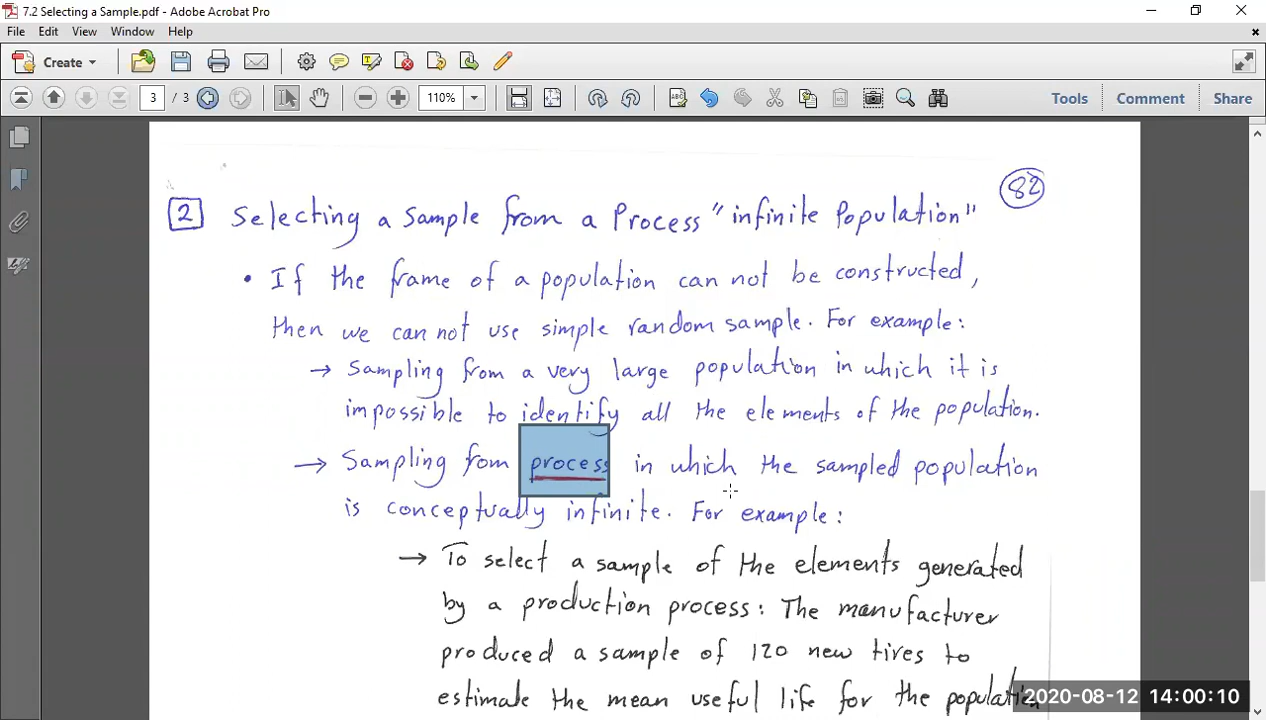 7.2 Selecting a Sample.pdf - Adobe Acrobat Pro
File Edit View Window Help
Create
3 / 3 110% Tools Comment Share
82
2 Selecting a Sample from a Process "infinite Population"
• If the frame of a population can not be constructed,
then we can not use simple random sample. For example:
→ Sampling from a very large population in which it is
impossible to identify all the elements of the population.
→ Sampling from process in which the sampled population
is conceptually infinite. For example:
→ To select a sample of the elements generated
by a production process: The manufacturer
produced a sample of 120 new tires to
estimate the mean useful life for the population
2020-08-12 14:00:10